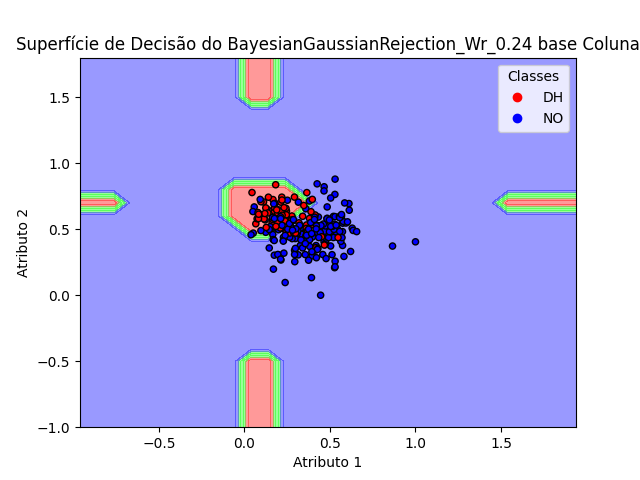 Superfície de Decisão do BayesianGaussianRejection_Wr_0.24 base Coluna
Classes
DH
NO
1.5
1.0
0.5
0.0
−0.5
−1.0
Atributo 2
−0.5
0.0
0.5
1.0
1.5
Atributo 1